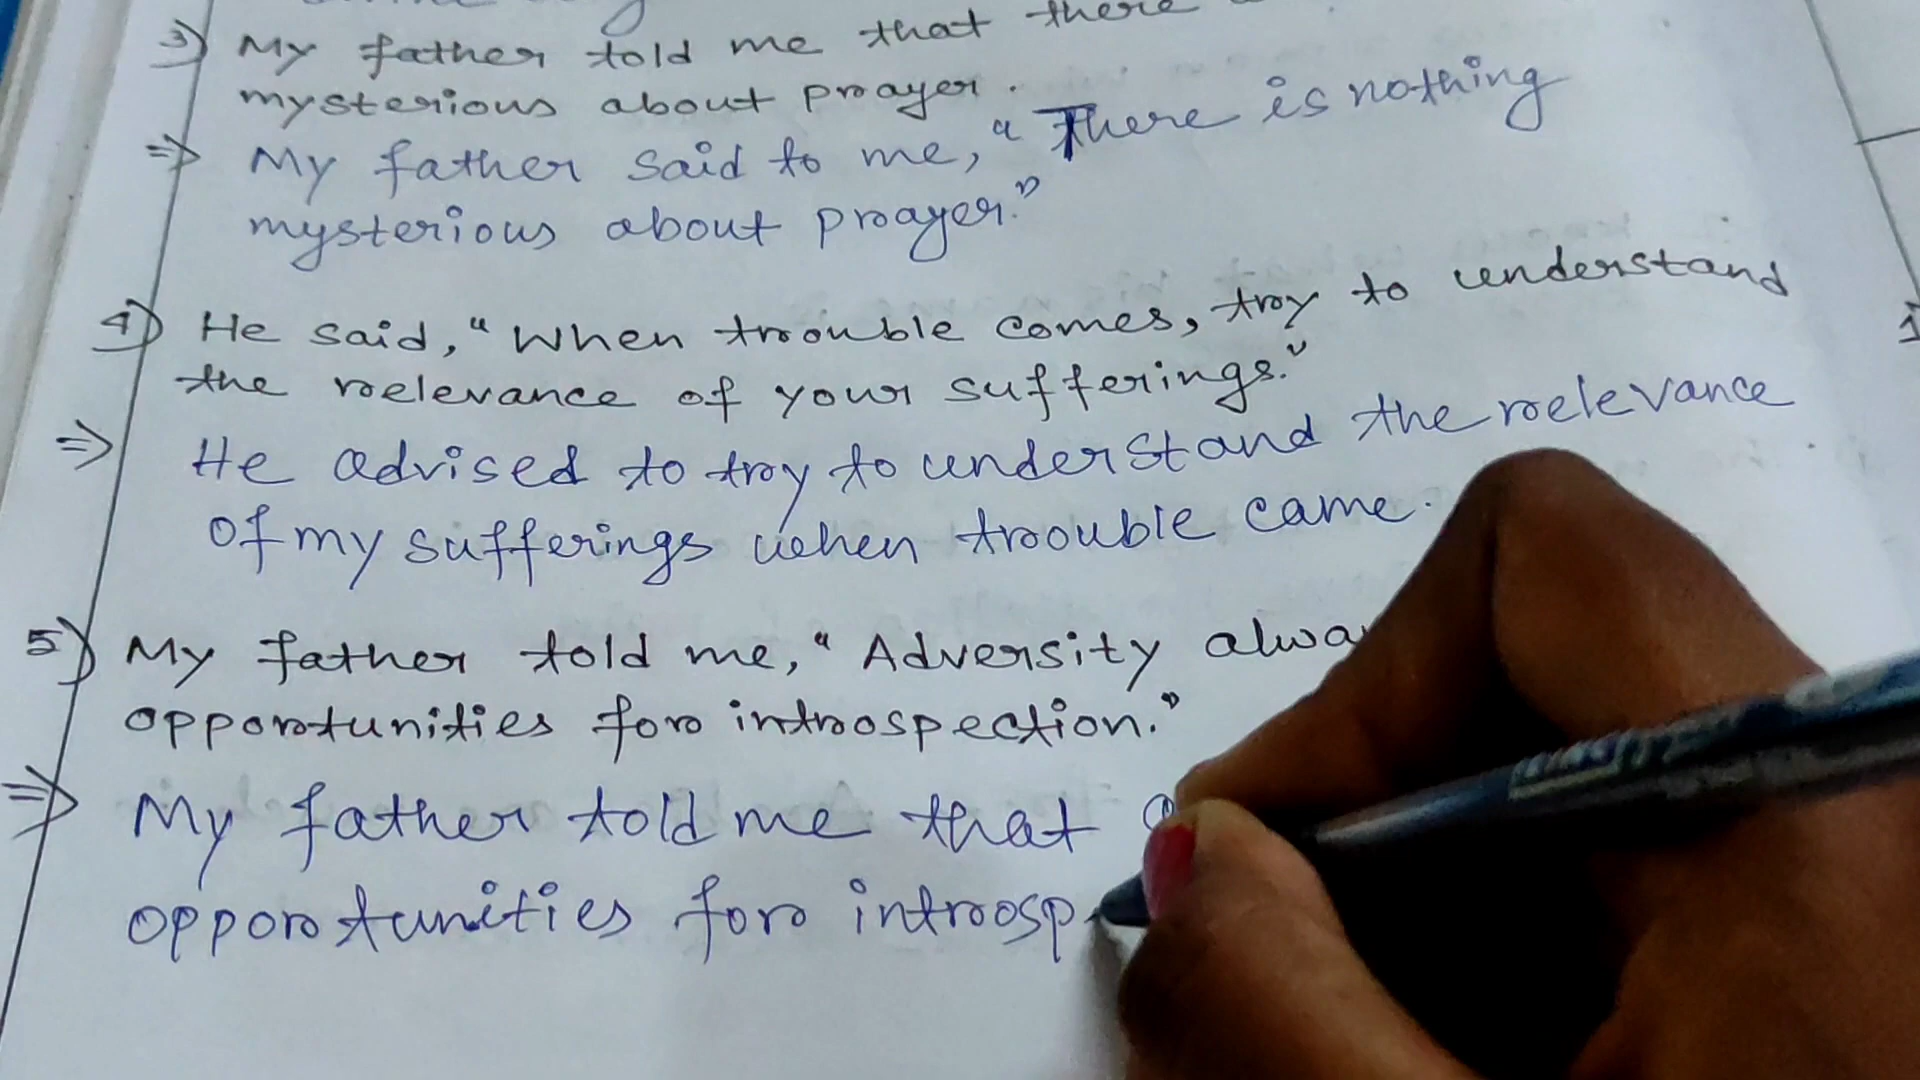 3) My father told me that there
mysterious about prayer.
⇒ My father said to me, "There is nothing
mysterious about prayer."
4) He said, "When trouble comes, try to understand
the relevance of your sufferings."
⇒ He advised to try to understand the relevance
of my sufferings when trouble came.
5) My father told me, "Adversity alwa
opportunities for introspection."
⇒ My father told me that
opportunities for introsp